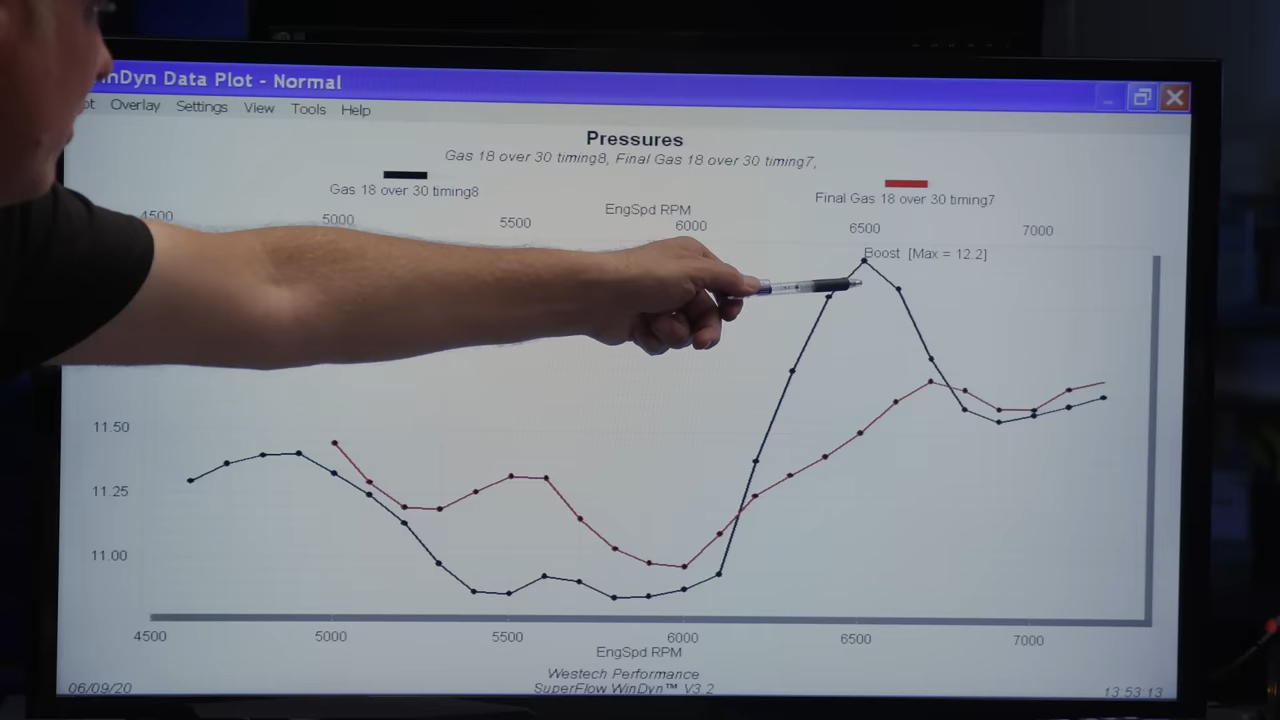 inDyn Data Plot - Normal
ot Overlay Settings View Tools Help
Pressures
Gas 18 over 30 timing8, Final Gas 18 over 30 timing7,
Gas 18 over 30 timing8
Final Gas 18 over 30 timing7
EngSpd RPM
4500 5000 5500 6000 6500 7000
Boost [Max = 12.2]
11.50
11.25
11.00
4500 5000 5500 6000 6500 7000
EngSpd RPM
Westech Performance
06/09/20 SuperFlow WinDyn™ V3.2 13:53:13